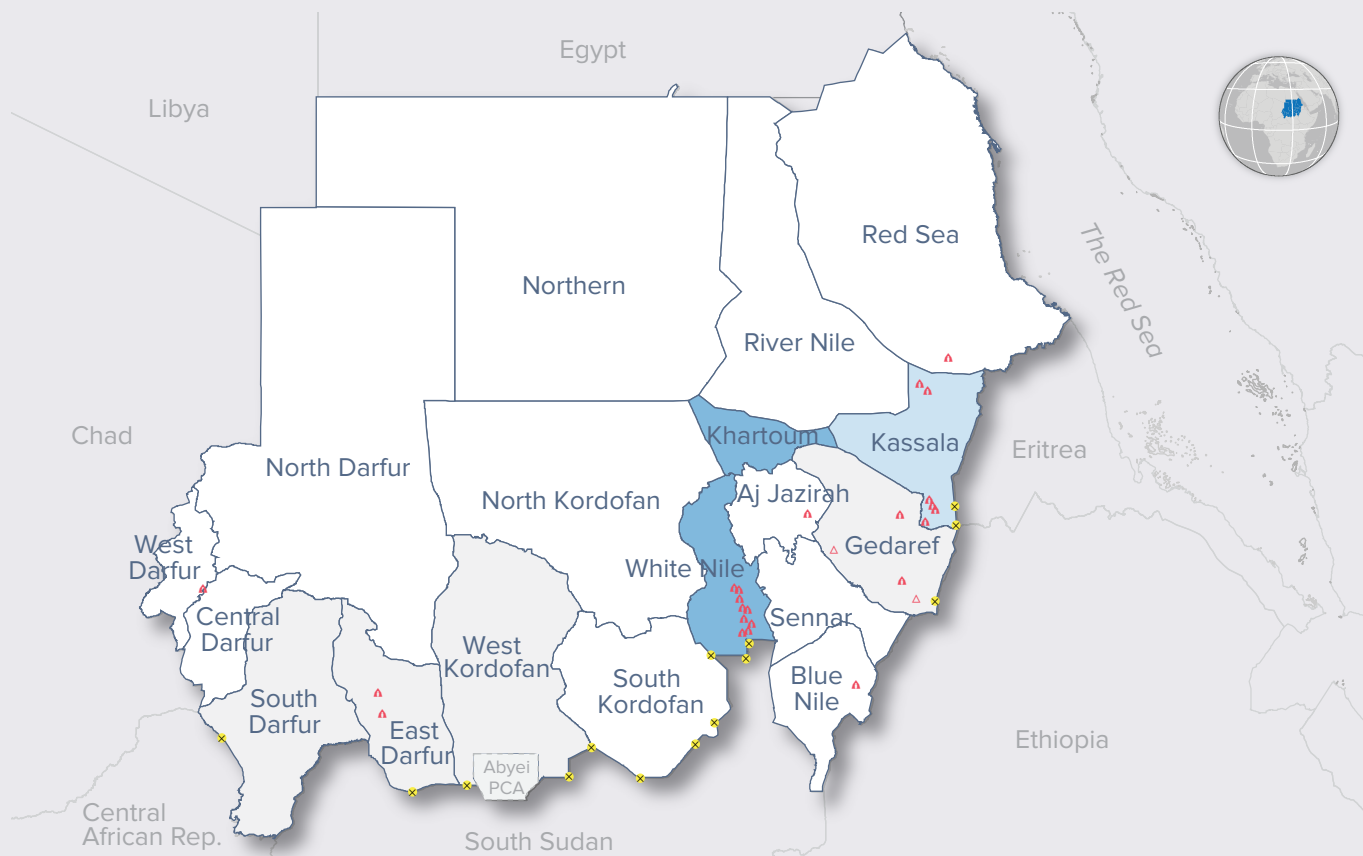 Egypt
Libya
Red Sea
The Red Sea
Northern
River Nile
Chad
Khartoum
Kassala
Eritrea
North Darfur
North Kordofan
Aj Jazirah
West
Darfur
Gedaref
White Nile
Central
Darfur
Sennar
West
Kordofan
South
Kordofan
Blue
Nile
South
Darfur
East
Darfur
Ethiopia
Abyei
PCA
Central
African Rep.
South Sudan